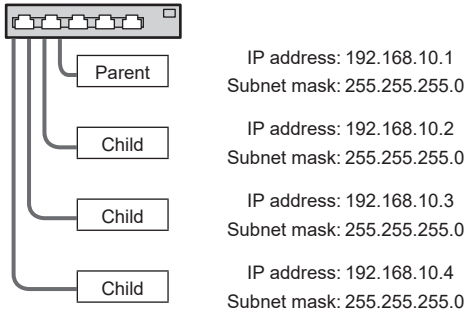 Parent
IP address: 192.168.10.1
Subnet mask: 255.255.255.0
Child
IP address: 192.168.10.2
Subnet mask: 255.255.255.0
Child
IP address: 192.168.10.3
Subnet mask: 255.255.255.0
Child
IP address: 192.168.10.4
Subnet mask: 255.255.255.0